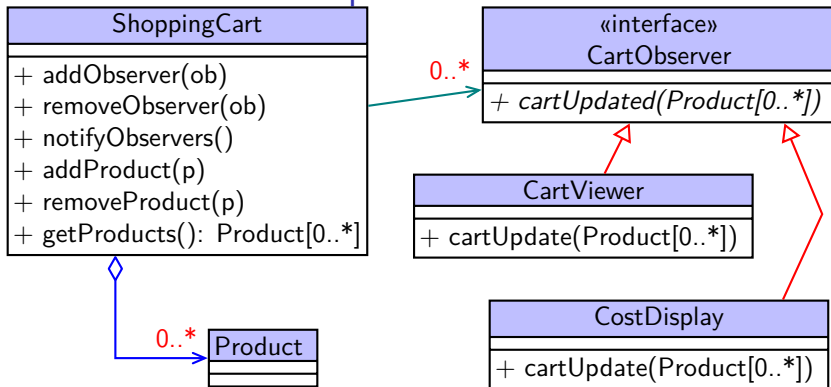 ShoppingCart
+ addObserver(ob)
+ removeObserver(ob)
+ notifyObservers()
+ addProduct(p)
+ removeProduct(p)
+ getProducts(): Product[0..*]
0..*
«interface»
CartObserver
+ cartUpdated(Product[0..*])
CartViewer
+ cartUpdate(Product[0..*])
CostDisplay
+ cartUpdate(Product[0..*])
0..*
Product